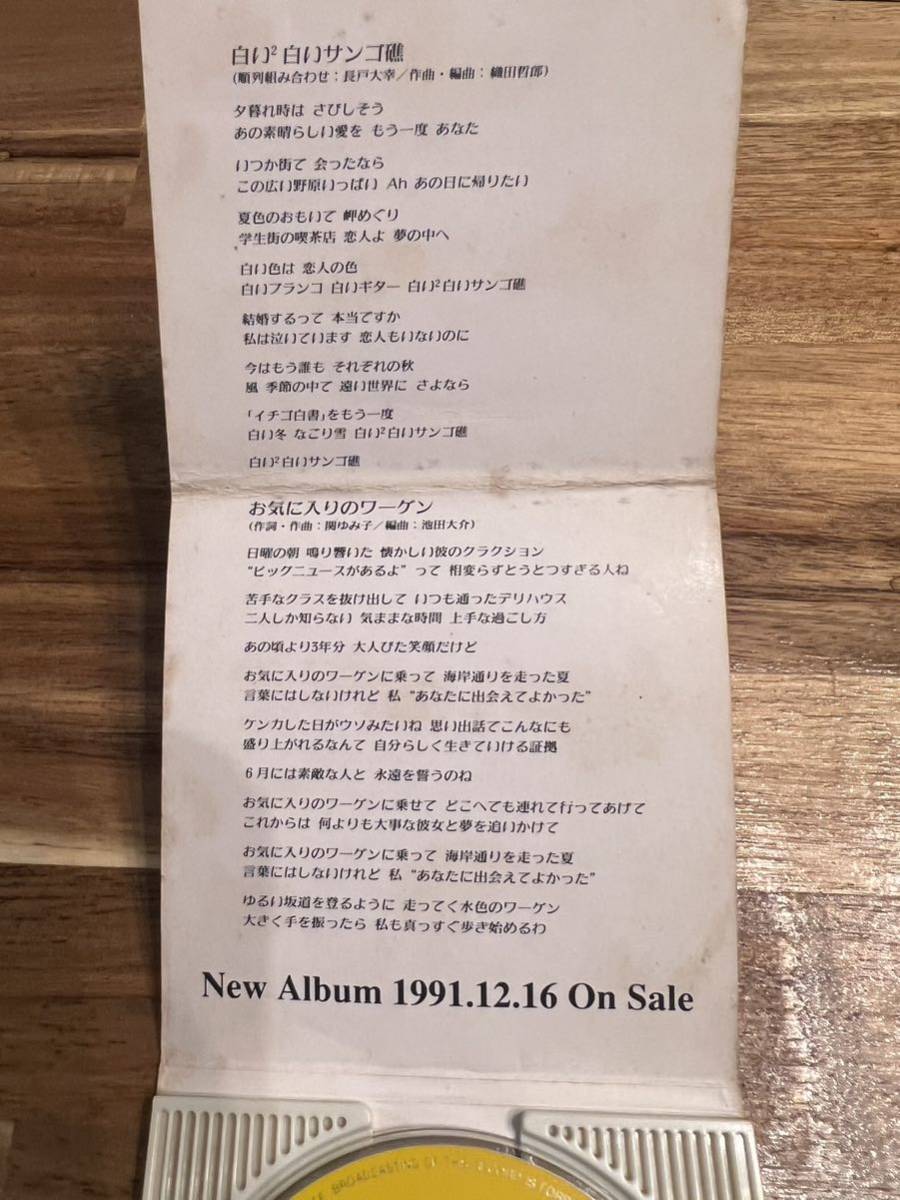 白い² 白いサンゴ礁
(順列組み合わせ：長戸大幸／作曲・編曲：織田哲郎)
夕暮れ時は さびしそう
あの素晴らしい愛を もう一度 あなた
いつか街で 会ったなら
この広い野原いっぱい Ah あの日に帰りたい
夏色のおもいで 岬めぐり
学生街の喫茶店 恋人よ 夢の中へ
白い色は 恋人の色
白いブランコ 白いギター 白い²白いサンゴ礁
結婚するって 本当ですか
私は泣いています 恋人もいないのに
今はもう誰も それぞれの秋
風 季節の中で 遠い世界に さよなら
「イチゴ白書」をもう一度
白い冬 なごり雪 白い²白いサンゴ礁
白い²白いサンゴ礁
お気に入りのワーゲン
(作詞・作曲：関ゆみ子／編曲：池田大介)
日曜の朝 鳴り響いた 懐かしい彼のクラクション
“ビックニュースがあるよ” って 相変らずとうとつすぎる人ね
苦手なクラスを抜け出して いつも通ったデリハウス
二人しか知らない 気ままな時間 上手な過ごし方
あの頃より3年分 大人びた笑顔だけど
お気に入りのワーゲンに乗って 海岸通りを走った夏
言葉にはしないけれど 私 “あなたに出会えてよかった”
ケンカした日がウソみたいね 思い出話でこんなにも
盛り上がれるなんて 自分らしく生きていける証拠
6月には素敵な人と 永遠を誓うのね
お気に入りのワーゲンに乗せて どこへでも連れて行ってあげて
これからは 何よりも大事な彼女と夢を追いかけて
お気に入りのワーゲンに乗って 海岸通りを走った夏
言葉にはしないけれど 私 “あなたに出会えてよかった”
ゆるい坂道を登るように 走ってく水色のワーゲン
大きく手を振ったら 私も真っすぐ歩き始めるわ
New Album 1991.12.16 On Sale
BROADCASTING OF THIS